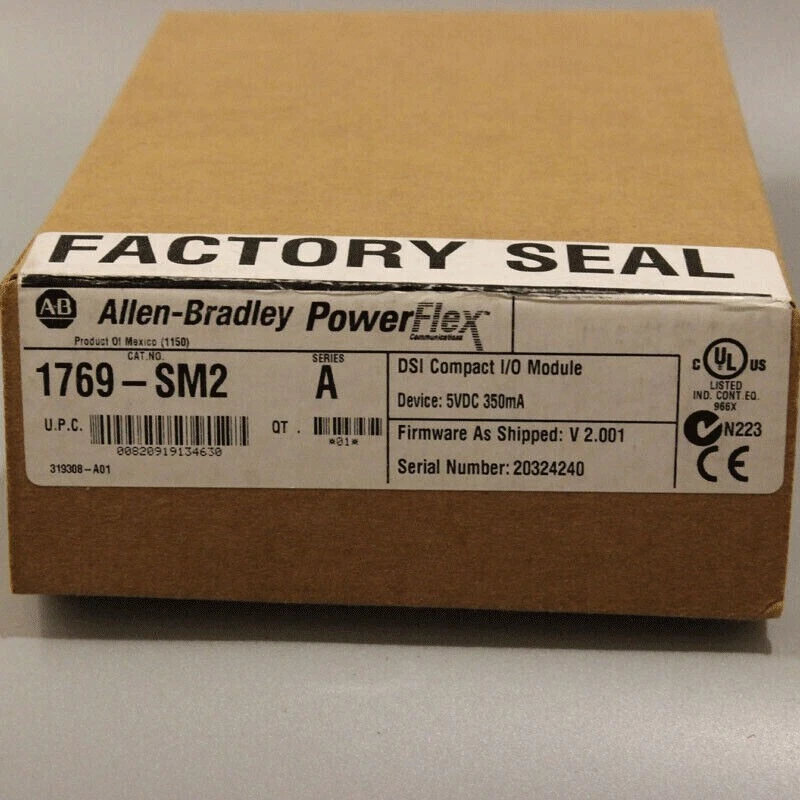 FACTORY SEAL
A-B Allen-Bradley PowerFlex™
Communications
Product Of Mexico (1150)
CAT.NO.
SERIES
1769-SM2
A
DSI Compact I/O Module
Device: 5VDC 350mA
U.P.C.
00820919134630
QT.
*01*
Firmware As Shipped: V 2.001
Serial Number: 20324240
319308-A01
C UL US
LISTED
IND. CONT. EQ.
966X
N223
CE